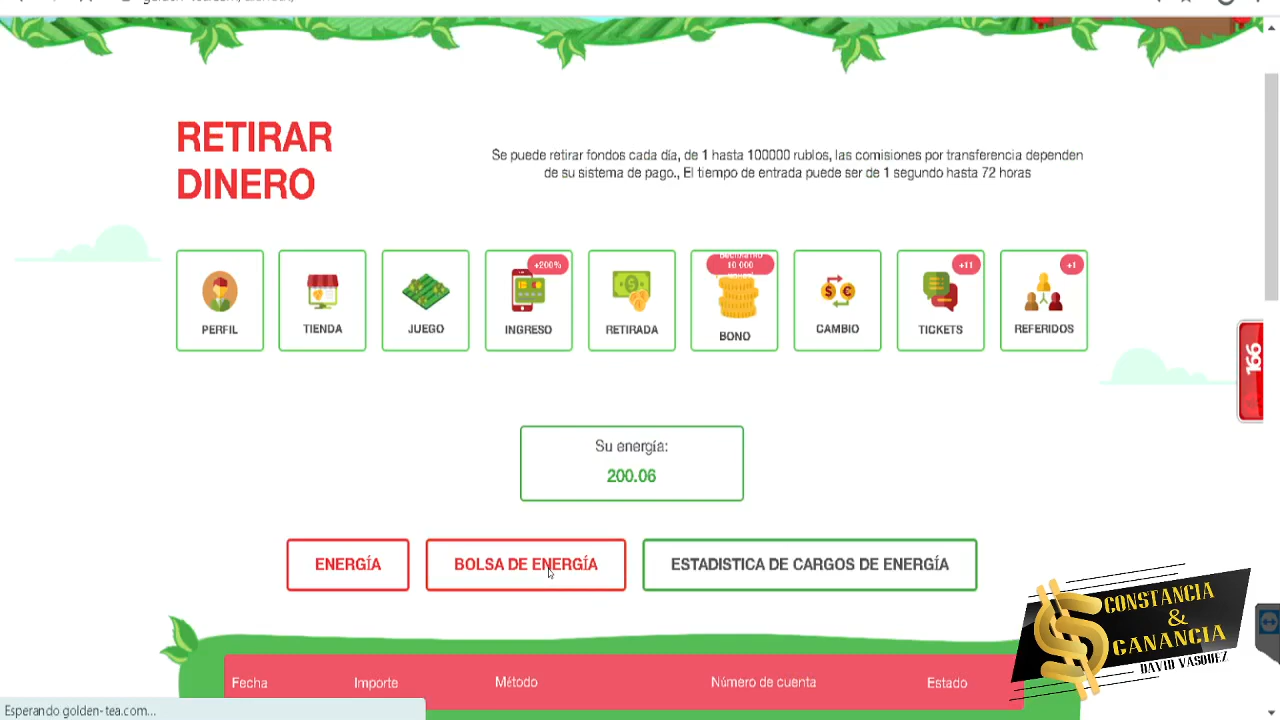 RETIRAR
DINERO
Se puede retirar fondos cada día, de 1 hasta 100000 rublos, las comisiones por transferencia dependen
de su sistema de pago., El tiempo de entrada puede ser de 1 segundo hasta 72 horas
+200%
10 000
+11
+1
PERFIL
TIENDA
JUEGO
INGRESO
RETIRADA
BONO
CAMBIO
TICKETS
REFERIDOS
166
Su energía:
200.06
ENERGÍA
BOLSA DE ENERGÍA
ESTADISTICA DE CARGOS DE ENERGÍA
CONSTANCIA
&
GANANCIA
DAVID VASQUEZ
Fecha
Importe
Método
Número de cuenta
Estado
Esperando golden-tea.com...